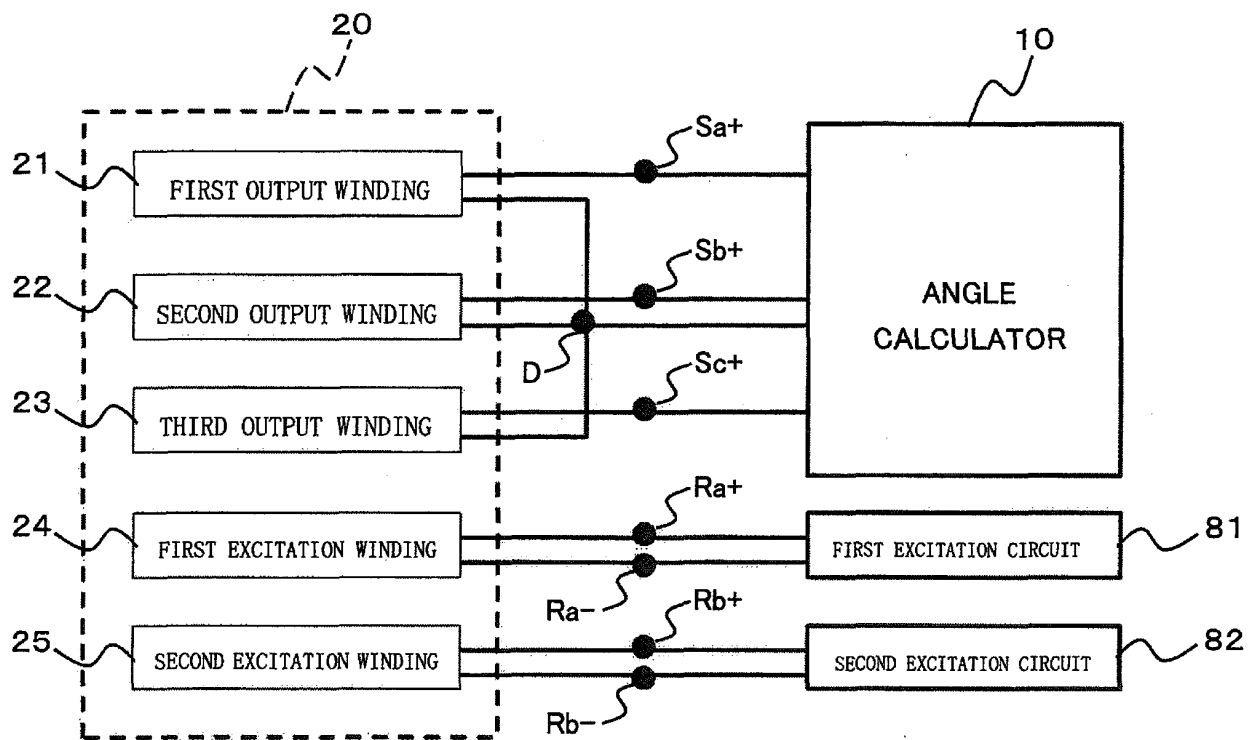 20
10
Sa+
21
FIRST OUTPUT WINDING
Sb+
22
SECOND OUTPUT WINDING
ANGLE
CALCULATOR
D
Sc+
23
THIRD OUTPUT WINDING
Ra+
24
FIRST EXCITATION WINDING
FIRST EXCITATION CIRCUIT
81
Ra-
Rb+
25
SECOND EXCITATION WINDING
SECOND EXCITATION CIRCUIT
82
Rb-